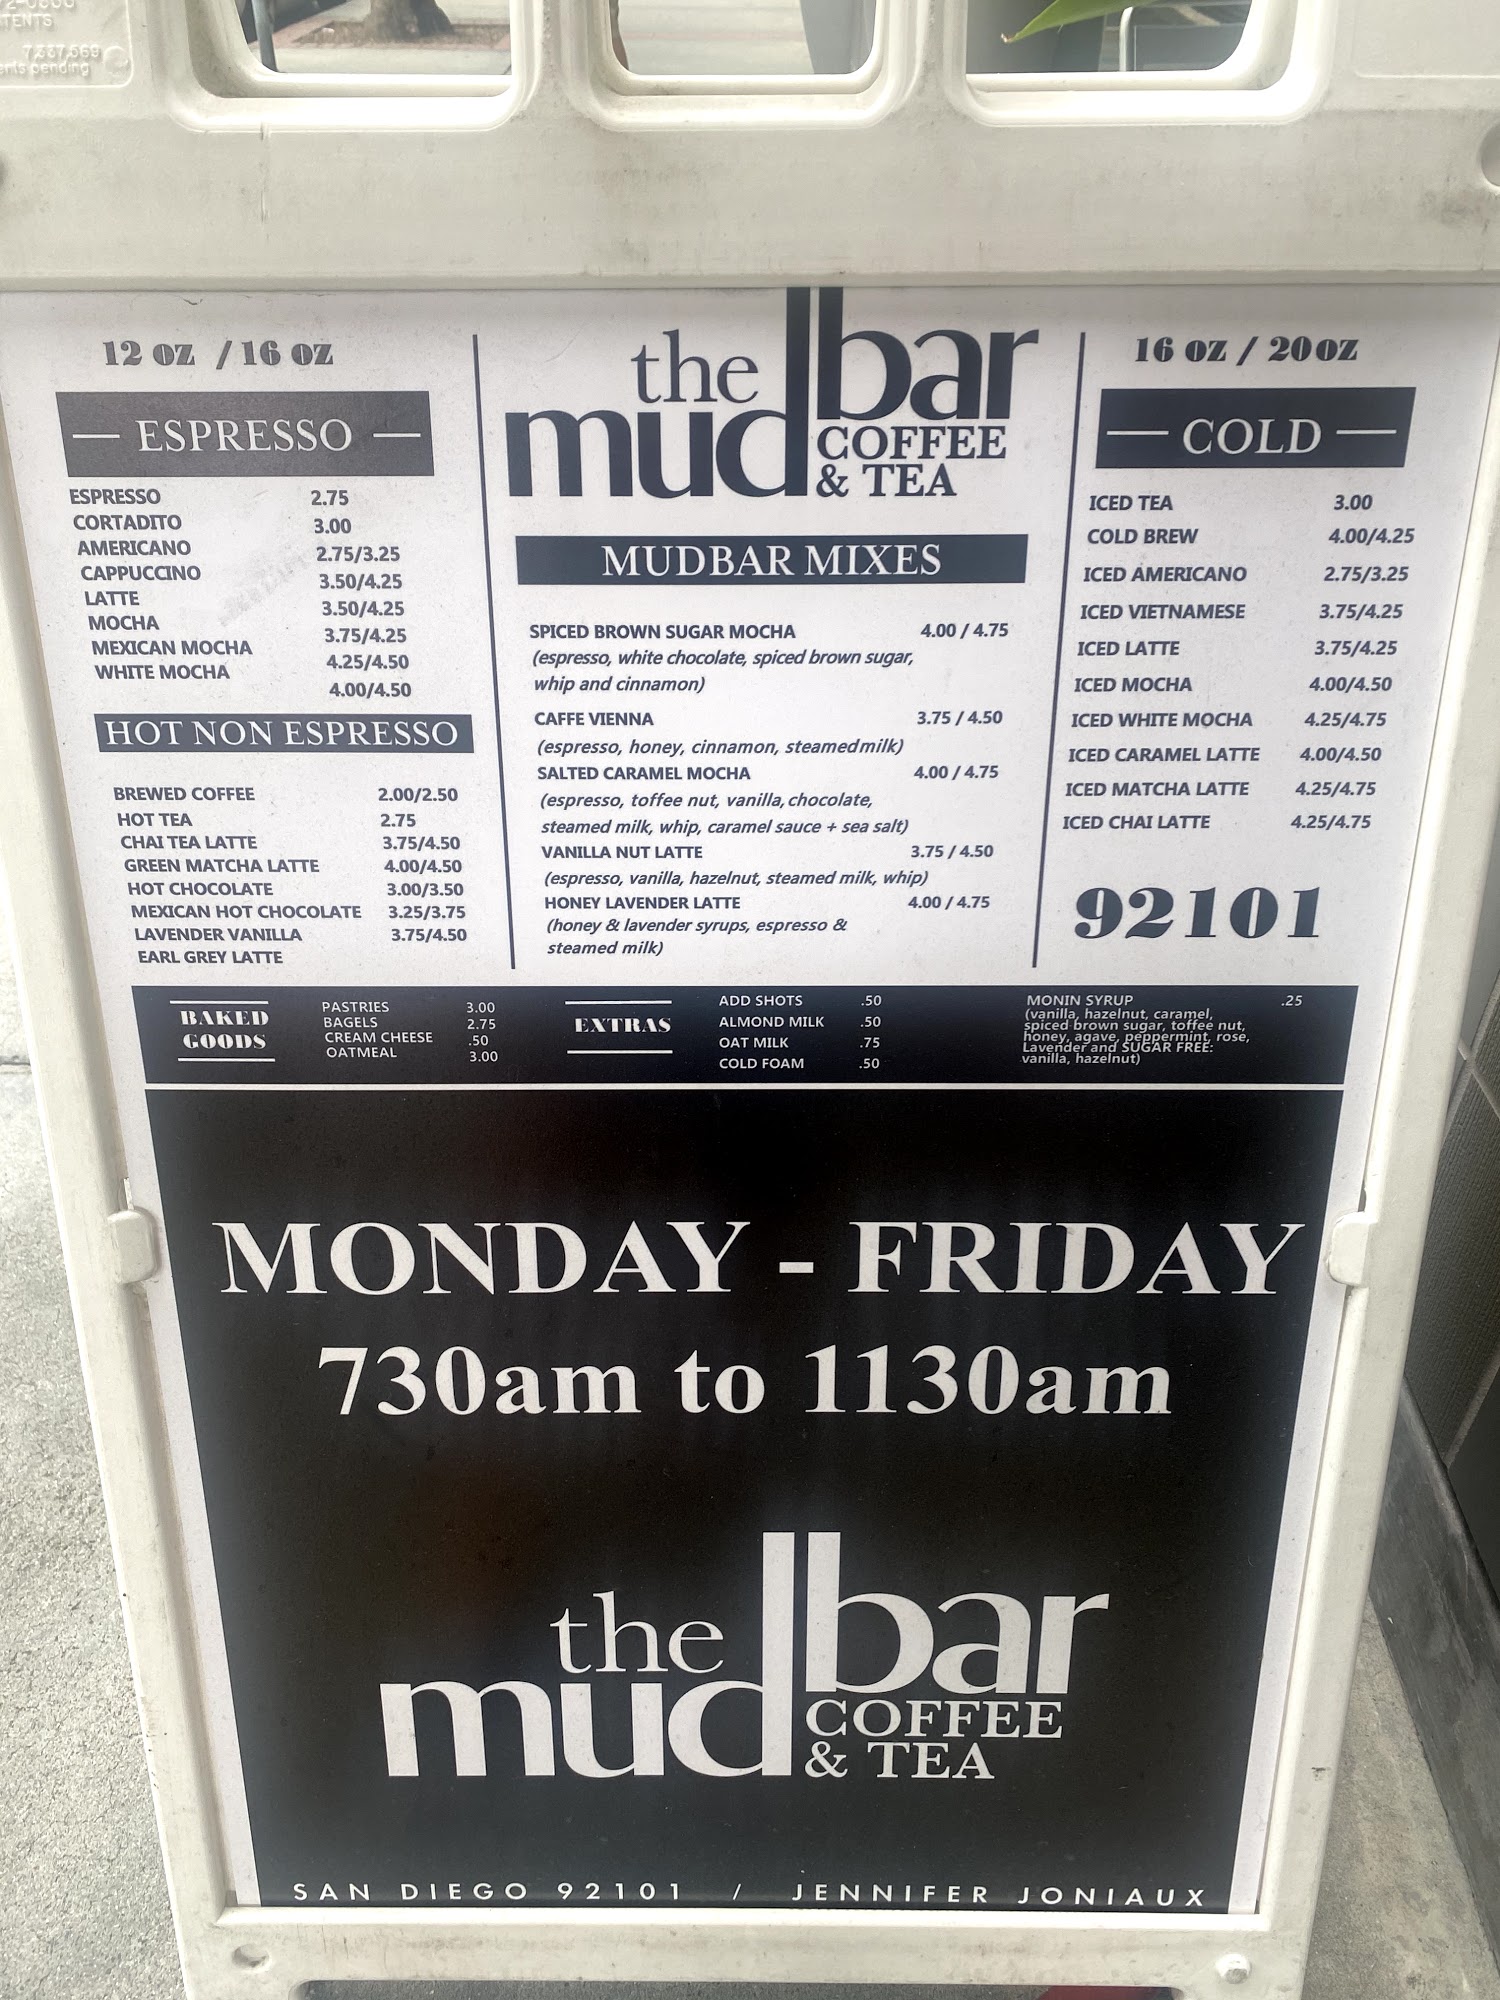 7,337,569
pending
12 OZ / 16 OZ
— ESPRESSO —
ESPRESSO 2.75
CORTADITO 3.00
AMERICANO 2.75/3.25
CAPPUCCINO 3.50/4.25
LATTE 3.50/4.25
MOCHA 3.75/4.25
MEXICAN MOCHA 4.25/4.50
WHITE MOCHA 4.00/4.50
HOT NON ESPRESSO
BREWED COFFEE 2.00/2.50
HOT TEA 2.75
CHAI TEA LATTE 3.75/4.50
GREEN MATCHA LATTE 4.00/4.50
HOT CHOCOLATE 3.00/3.50
MEXICAN HOT CHOCOLATE 3.25/3.75
LAVENDER VANILLA 3.75/4.50
EARL GREY LATTE
the mudbar
COFFEE
& TEA
MUDBAR MIXES
SPICED BROWN SUGAR MOCHA 4.00 / 4.75
(espresso, white chocolate, spiced brown sugar,
whip and cinnamon)
CAFFE VIENNA 3.75 / 4.50
(espresso, honey, cinnamon, steamed milk)
SALTED CARAMEL MOCHA 4.00 / 4.75
(espresso, toffee nut, vanilla, chocolate,
steamed milk, whip, caramel sauce + sea salt)
VANILLA NUT LATTE 3.75 / 4.50
(espresso, vanilla, hazelnut, steamed milk, whip)
HONEY LAVENDER LATTE 4.00 / 4.75
(honey & lavender syrups, espresso &
steamed milk)
16 OZ / 20 OZ
— COLD —
ICED TEA 3.00
COLD BREW 4.00/4.25
ICED AMERICANO 2.75/3.25
ICED VIETNAMESE 3.75/4.25
ICED LATTE 3.75/4.25
ICED MOCHA 4.00/4.50
ICED WHITE MOCHA 4.25/4.75
ICED CARAMEL LATTE 4.00/4.50
ICED MATCHA LATTE 4.25/4.75
ICED CHAI LATTE 4.25/4.75
92101
BAKED
GOODS
PASTRIES 3.00
BAGELS 2.75
CREAM CHEESE .50
OATMEAL 3.00
EXTRAS
ADD SHOTS .50
ALMOND MILK .50
OAT MILK .75
COLD FOAM .50
MONIN SYRUP .25
(vanilla, hazelnut, caramel,
spiced brown sugar, toffee nut,
honey, agave, peppermint, rose,
Lavender and SUGAR FREE:
vanilla, hazelnut)
MONDAY - FRIDAY
730am to 1130am
the mudbar
COFFEE
& TEA
SAN DIEGO 92101 / JENNIFER JONIAUX